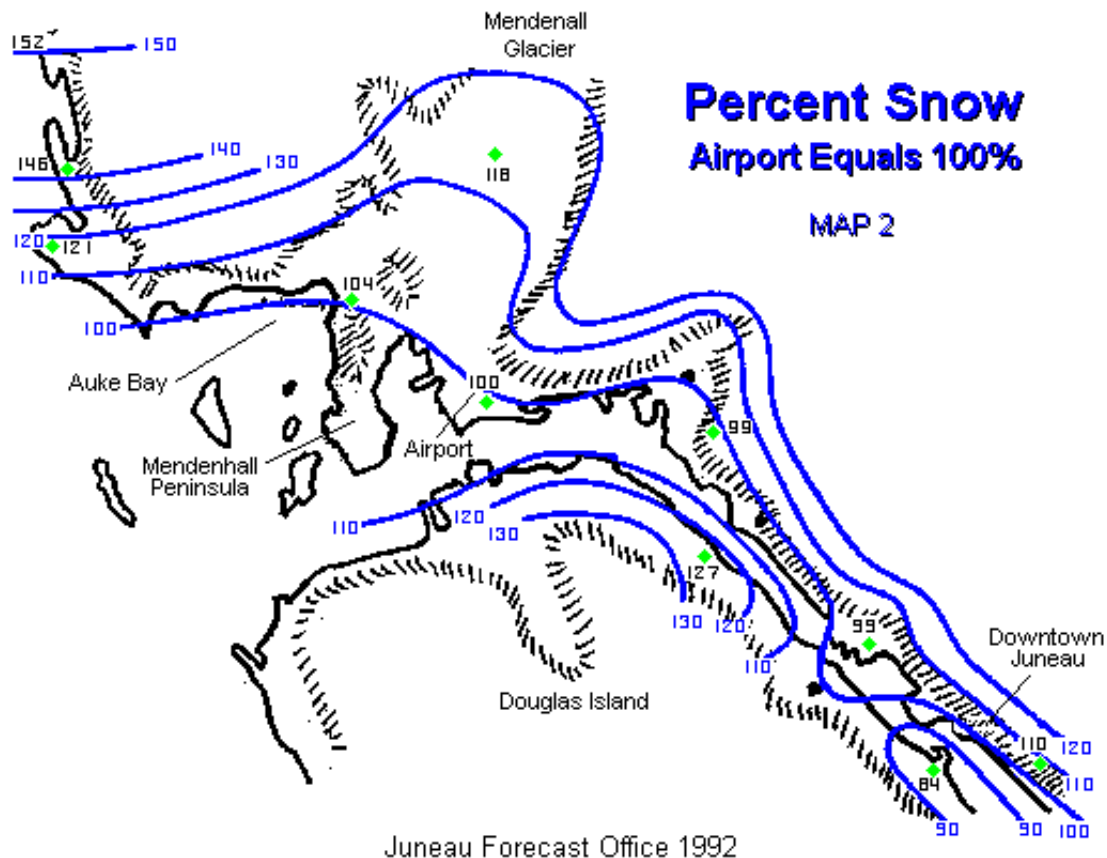 Mendenall
Glacier
Percent Snow
Airport Equals 100%
MAP 2
152
150
146
140
130
118
120
121
110
104
100
Auke Bay
100
Airport
99
Mendenhall
Peninsula
110
120
130
127
130
120
110
99
Downtown
Juneau
Douglas Island
110
120
110
84
100
90
90
Juneau Forecast Office 1992